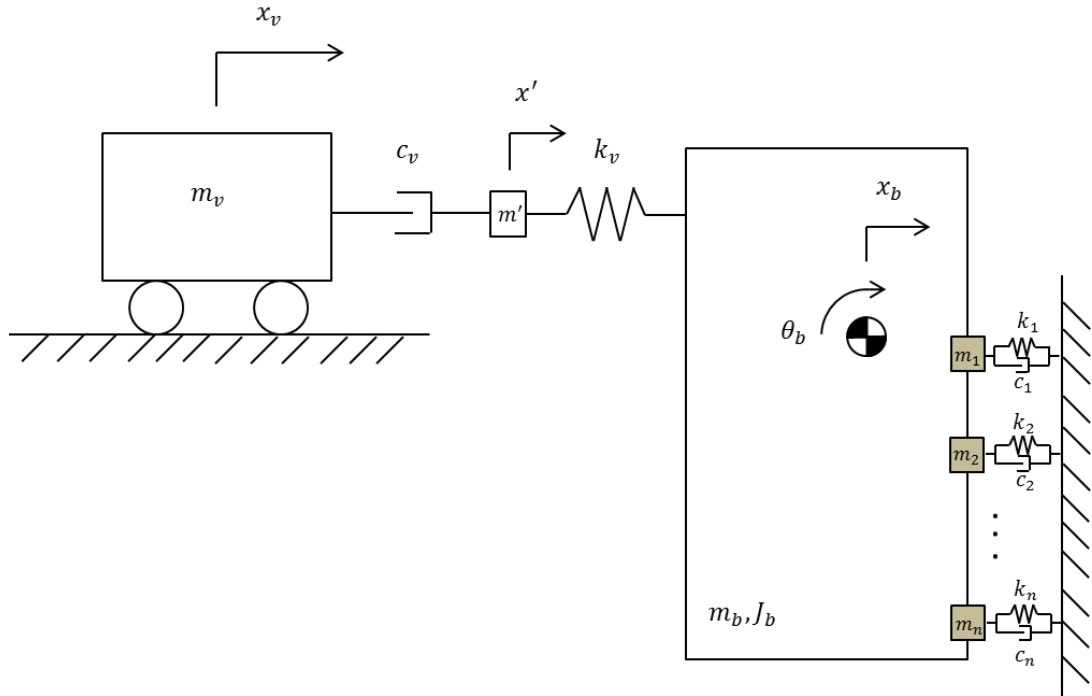 x_v
x'
c_v
k_v
m_v
m'
x_b
θ_b
k_1
m_1
c_1
k_2
m_2
c_2
⋮
k_n
m_b, J_b
m_n
c_n